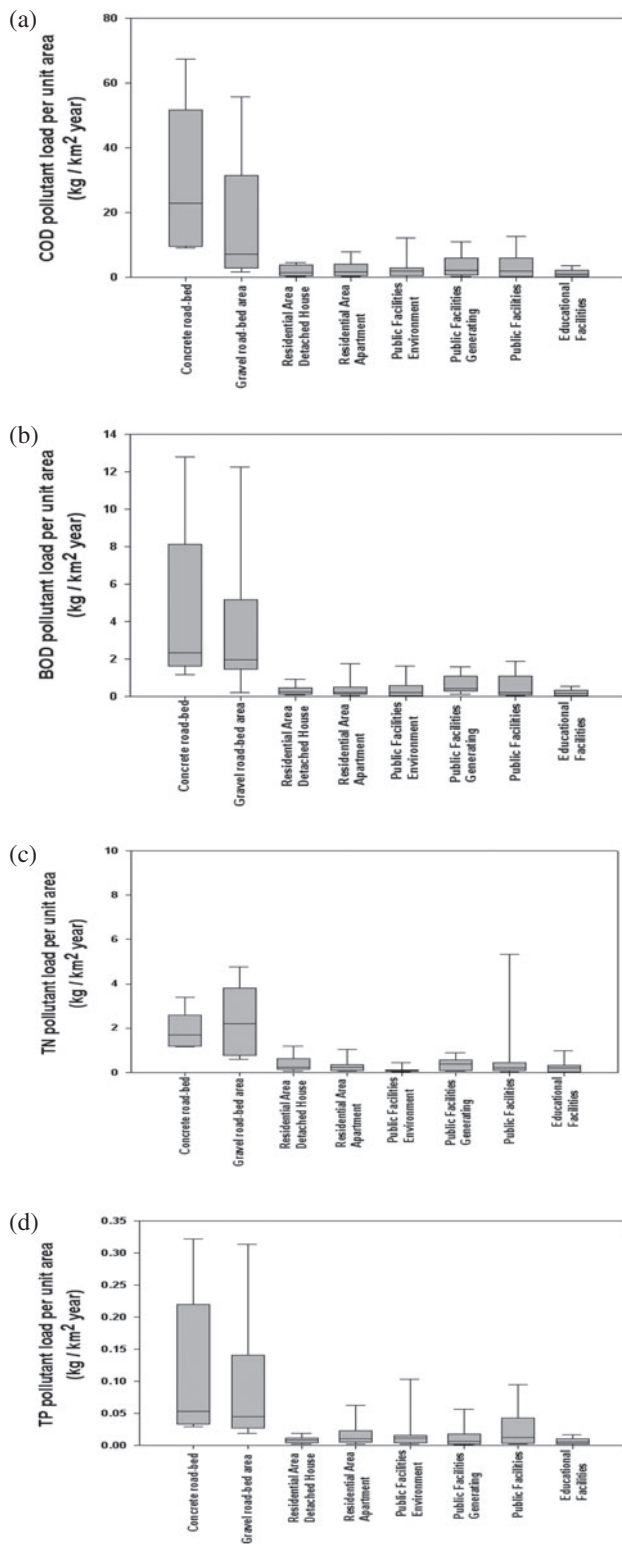 (a)
COD pollutant load per unit area
(kg / km² year)
80
60
40
20
0
Concrete road-bed
Gravel road-bed area
Residential Area
Detached House
Residential Area
Apartment
Public Facilities
Environment
Public Facilities
Generating
Public Facilities
Educational
Facilities
(b)
BOD pollutant load per unit area
(kg / km² year)
14
12
10
8
6
4
2
0
Concrete road-bed
Gravel road-bed area
Residential Area
Detached House
Residential Area
Apartment
Public Facilities
Environment
Public Facilities
Generating
Public Facilities
Educational
Facilities
(c)
TN pollutant load per unit area
(kg / km² year)
10
8
6
4
2
0
Concrete road-bed
Gravel road-bed area
Residential Area
Detached House
Residential Area
Apartment
Public Facilities
Environment
Public Facilities
Generating
Public Facilities
Educational
Facilities
(d)
TP pollutant load per unit area
(kg / km² year)
0.35
0.30
0.25
0.20
0.15
0.10
0.05
0.00
Concrete road-bed
Gravel road-bed area
Residential Area
Detached House
Residential Area
Apartment
Public Facilities
Environment
Public Facilities
Generating
Public Facilities
Educational
Facilities